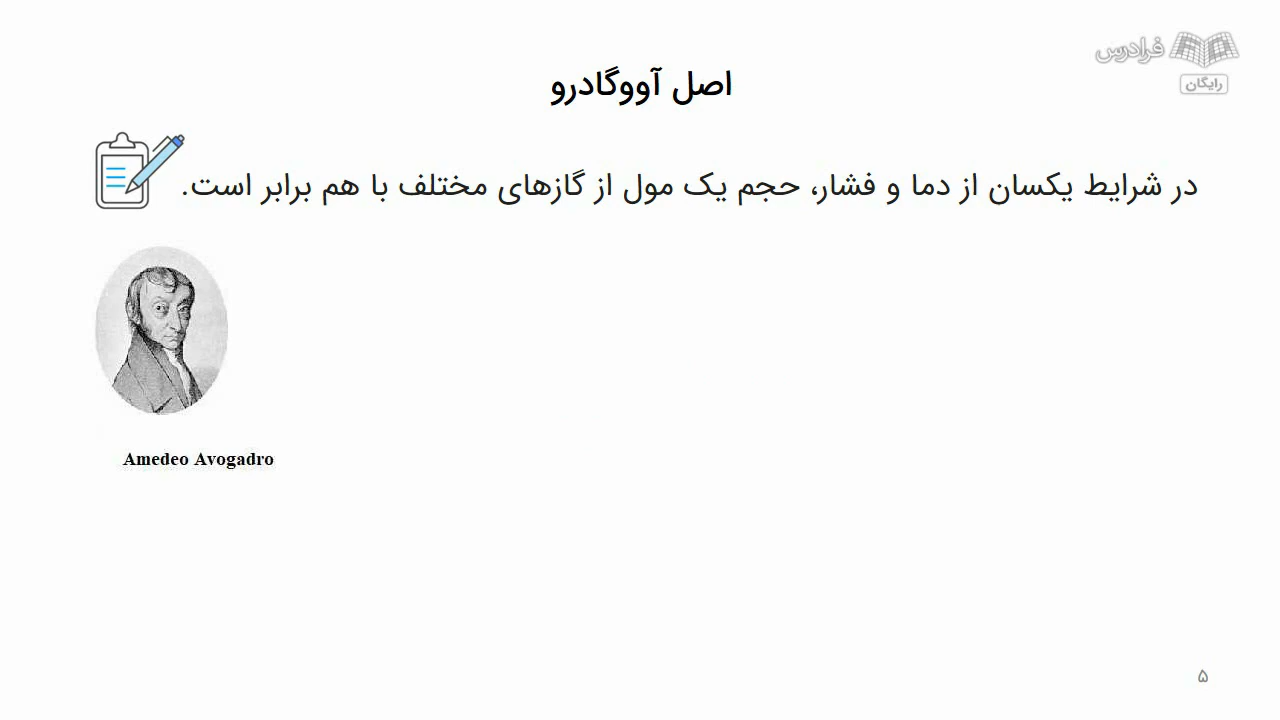 فرادرس
رایگان
اصل آووگادرو
در شرایط یکسان از دما و فشار، حجم یک مول از گازهای مختلف با هم برابر است.
Amedeo Avogadro
۵